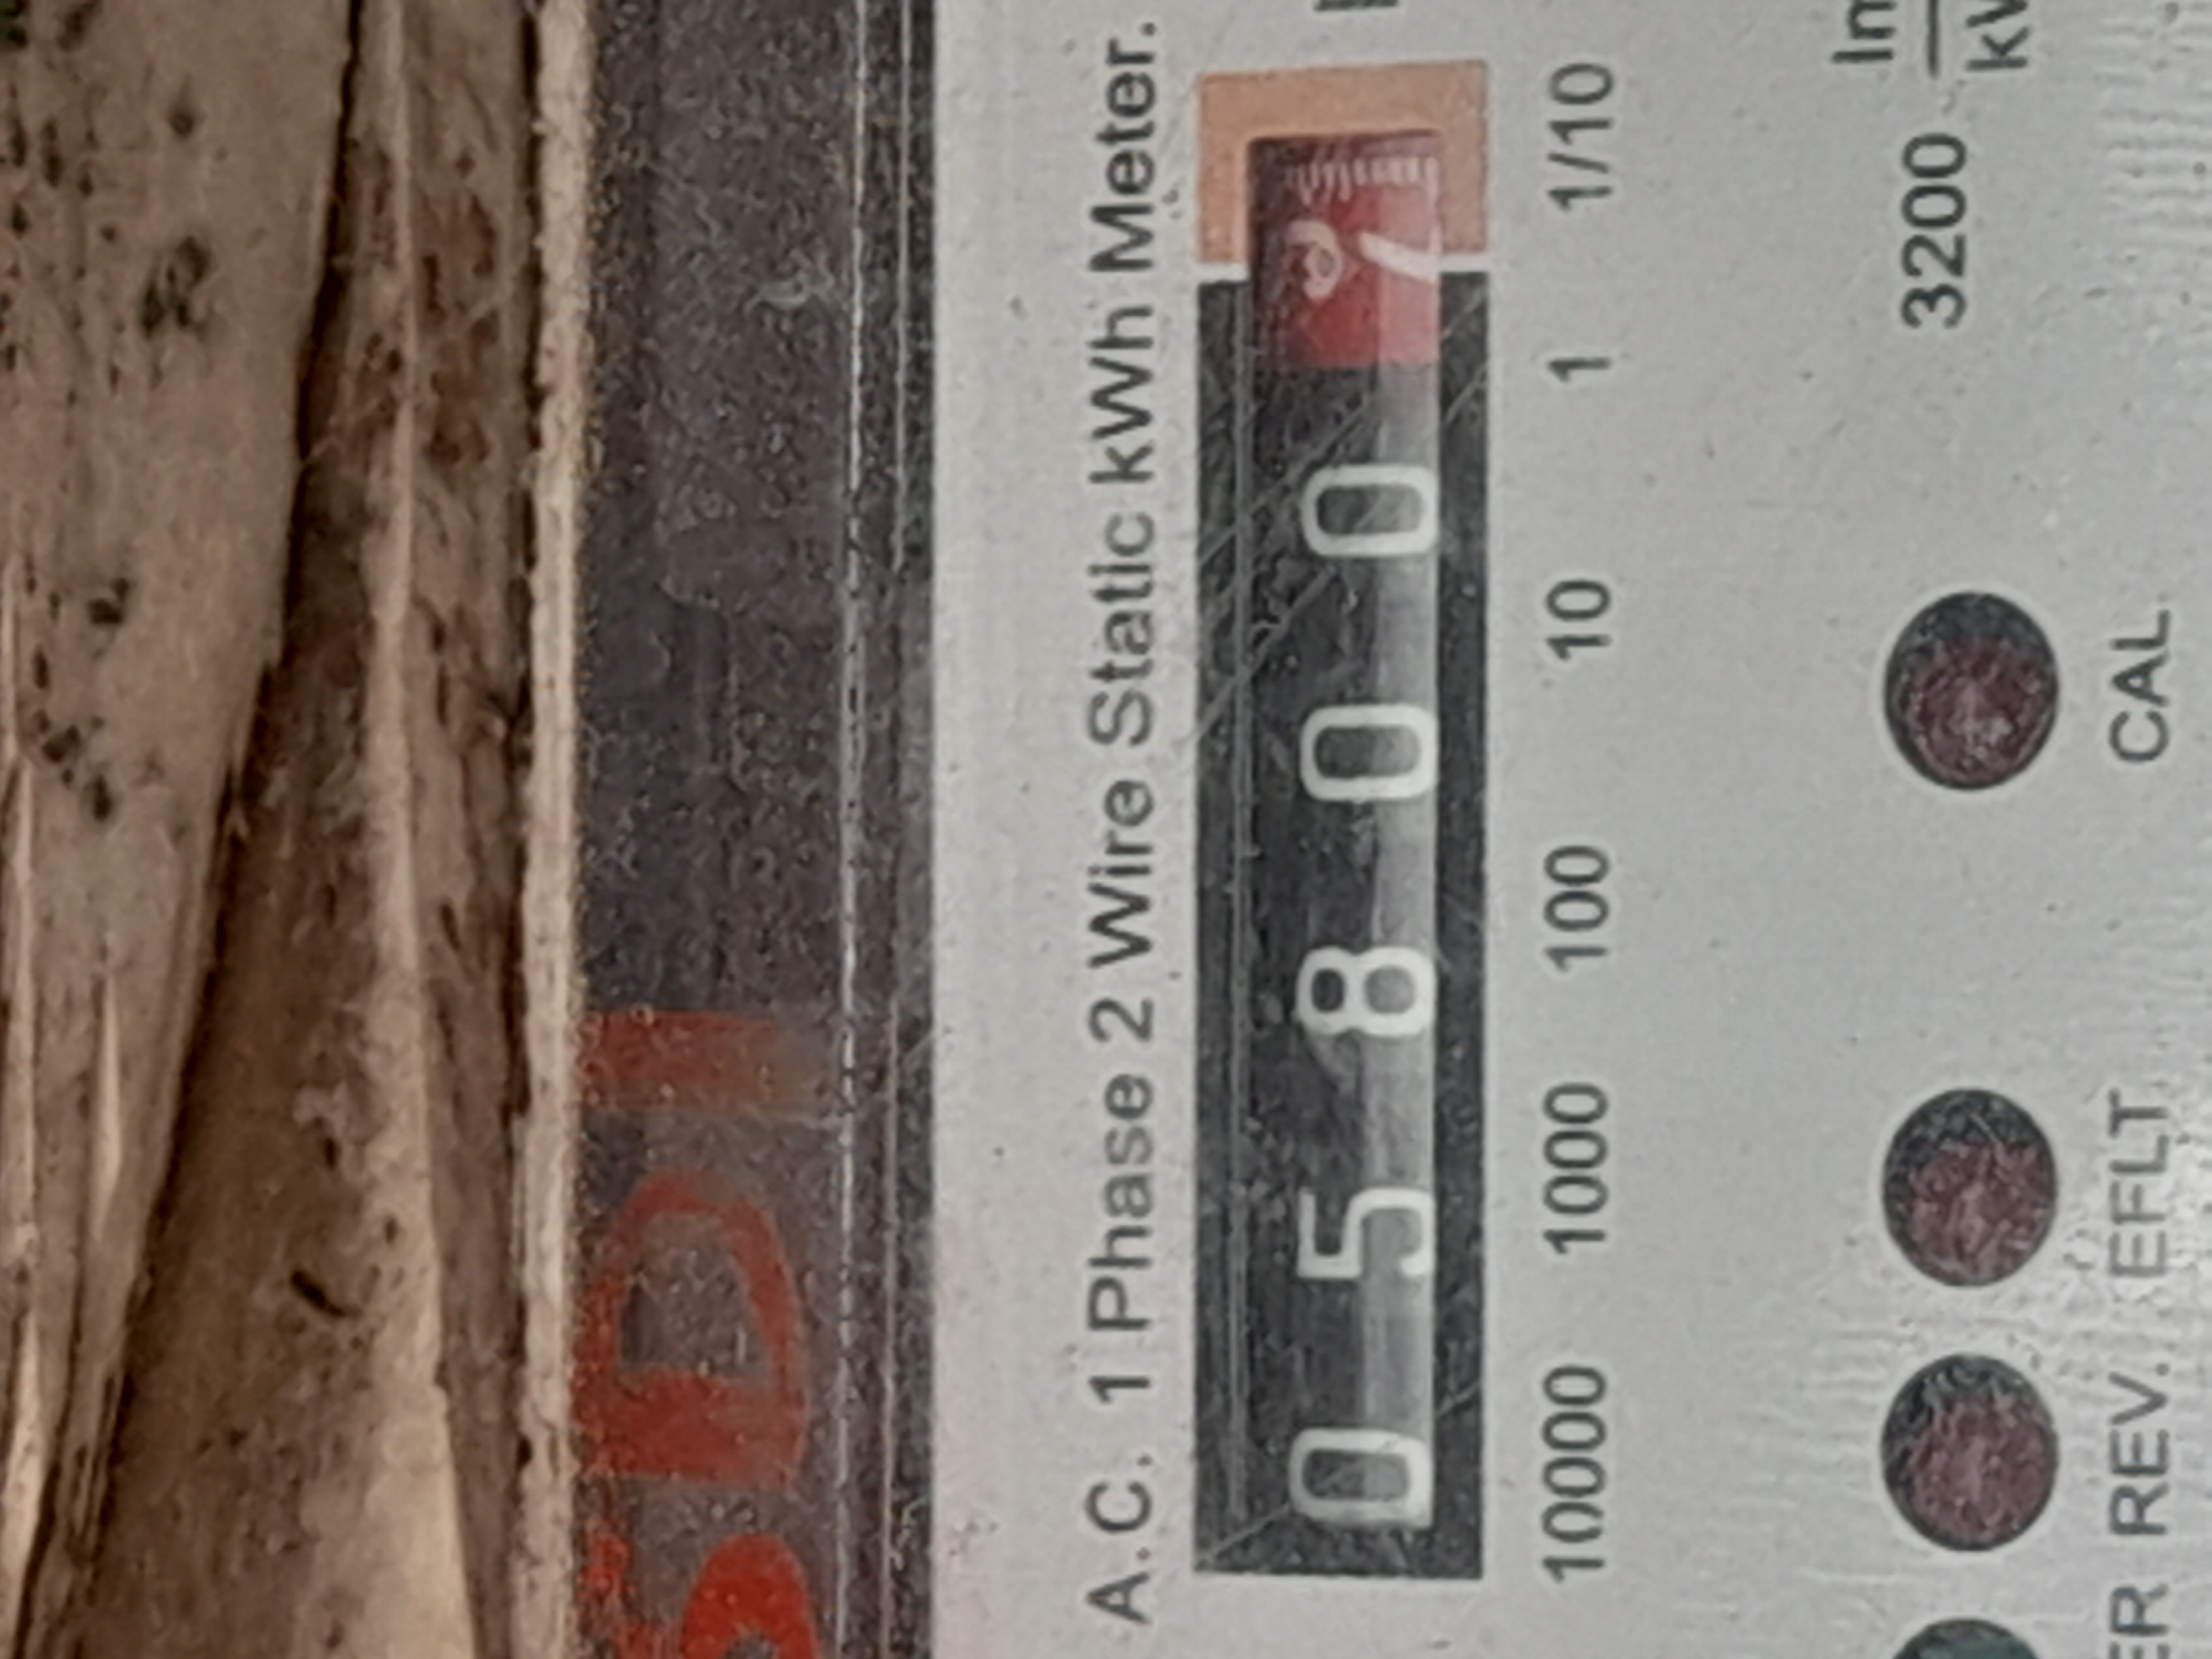 A.C. 1 Phase 2 Wire Static kWh Meter.
0 5 8 0 0
10000 1000 100 10 1 1/10
3200
CAL.
REV.
EFLT.